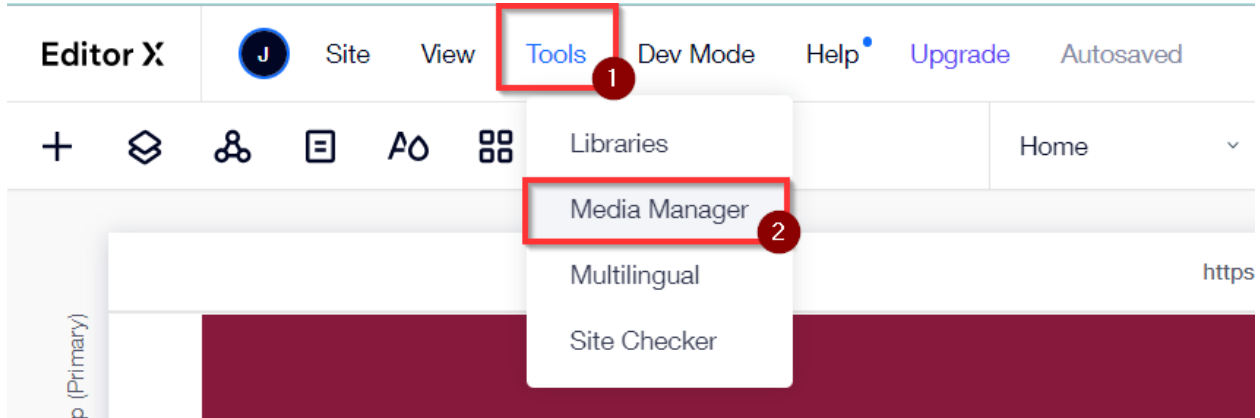 Editor X
J
Site
View
Tools
Dev Mode
Help
Upgrade
Autosaved
1
Home
Libraries
Media Manager
2
Multilingual
Site Checker
https
(Primary)